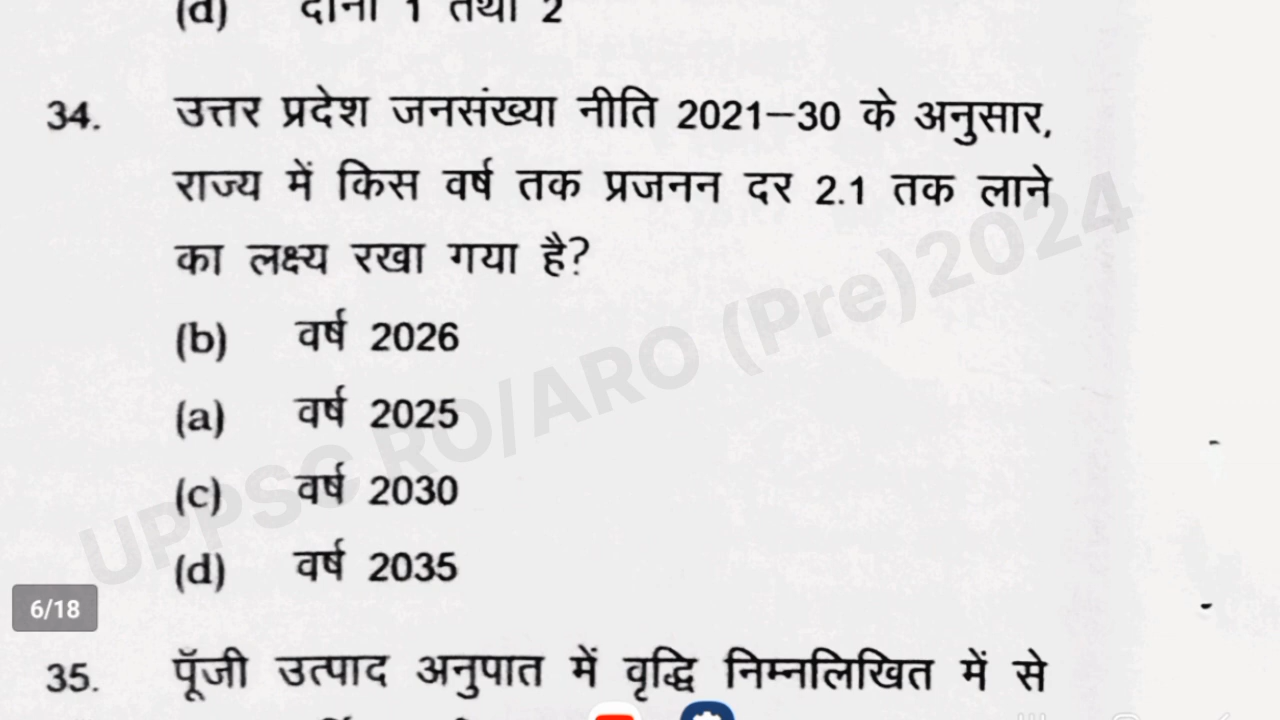 (d) दोनों 1 तथा 2
34. उत्तर प्रदेश जनसंख्या नीति 2021–30 के अनुसार,
राज्य में किस वर्ष तक प्रजनन दर 2.1 तक लाने
का लक्ष्य रखा गया है?
(b) वर्ष 2026
(a) वर्ष 2025
(c) वर्ष 2030
(d) वर्ष 2035
UPPSC RO/ARO (Pre) 2024
6/18
35. पूँजी उत्पाद अनुपात में वृद्धि निम्नलिखित में से